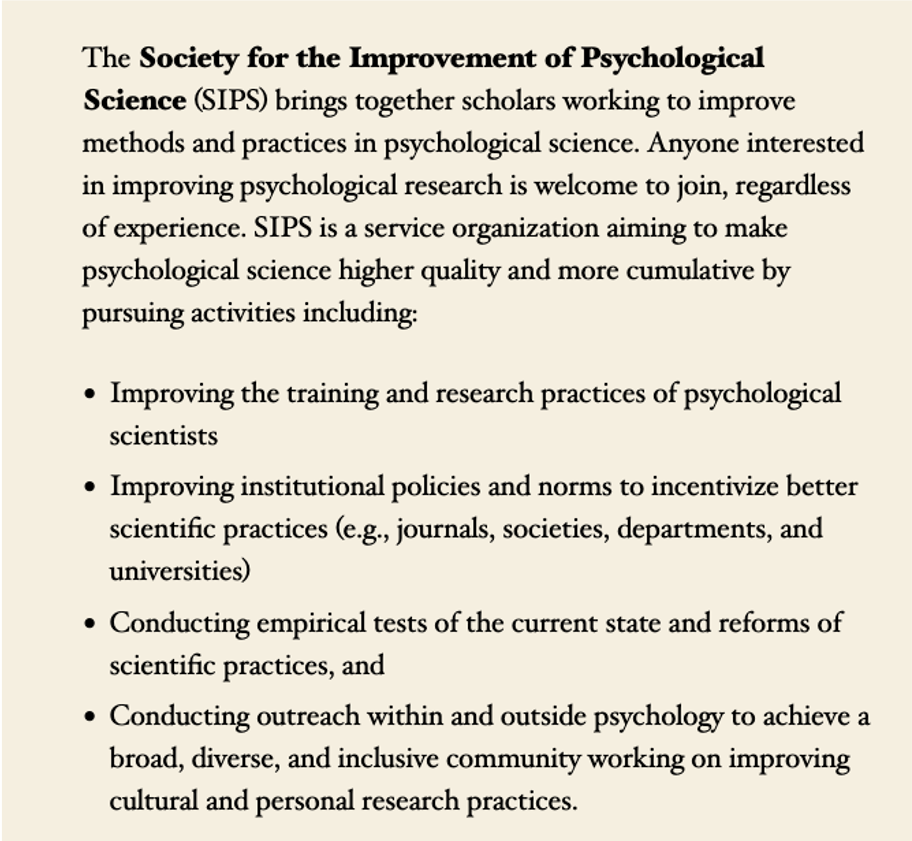 The Society for the Improvement of Psychological
Science (SIPS) brings together scholars working to improve
methods and practices in psychological science. Anyone interested
in improving psychological research is welcome to join, regardless
of experience. SIPS is a service organization aiming to make
psychological science higher quality and more cumulative by
pursuing activities including:
• Improving the training and research practices of psychological
scientists
• Improving institutional policies and norms to incentivize better
scientific practices (e.g., journals, societies, departments, and
universities)
• Conducting empirical tests of the current state and reforms of
scientific practices, and
• Conducting outreach within and outside psychology to achieve a
broad, diverse, and inclusive community working on improving
cultural and personal research practices.